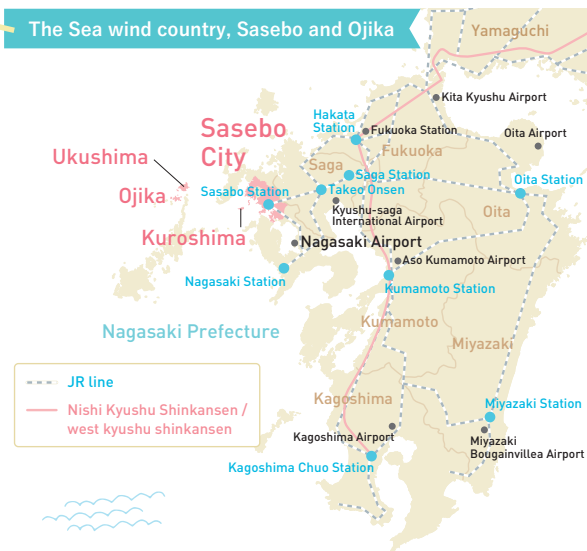 The Sea wind country, Sasebo and Ojika
Yamaguchi
Kita Kyushu Airport
Hakata
Station
Fukuoka Station
Oita Airport
Sasebo
City
Fukuoka
Ukushima
Saga
Saga Station
Oita Station
Ojika
Sasabo Station
Takeo Onsen
Kyushu-saga
International Airport
Oita
Kuroshima
Nagasaki Airport
Aso Kumamoto Airport
Nagasaki Station
Kumamoto Station
Kumamoto
Nagasaki Prefecture
Miyazaki
JR line
Nishi Kyushu Shinkansen /
west kyushu shinkansen
Kagoshima
Miyazaki Station
Kagoshima Airport
Miyazaki
Bougainvillea Airport
Kagoshima Chuo Station